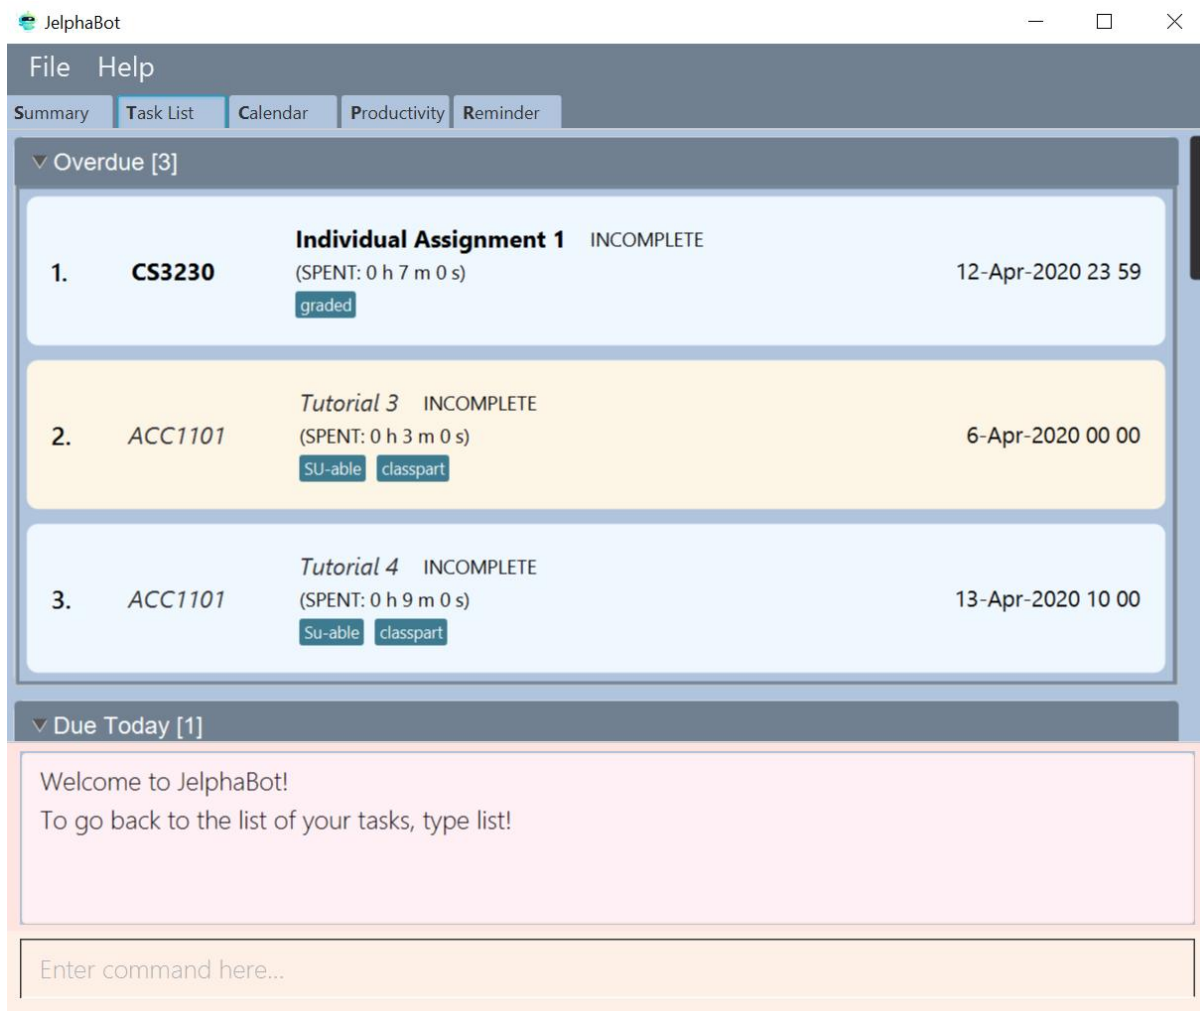 JelphaBot
File Help
Summary Task List Calendar Productivity Reminder
Overdue [3]
Individual Assignment 1 INCOMPLETE
1. CS3230 (SPENT: 0 h 7 m 0 s) 12-Apr-2020 23 59
graded
Tutorial 3 INCOMPLETE
2. ACC1101 (SPENT: 0 h 3 m 0 s) 6-Apr-2020 00 00
SU-able classpart
Tutorial 4 INCOMPLETE
3. ACC1101 (SPENT: 0 h 9 m 0 s) 13-Apr-2020 10 00
Su-able classpart
Due Today [1]
Welcome to JelphaBot!
To go back to the list of your tasks, type list!
Enter command here...